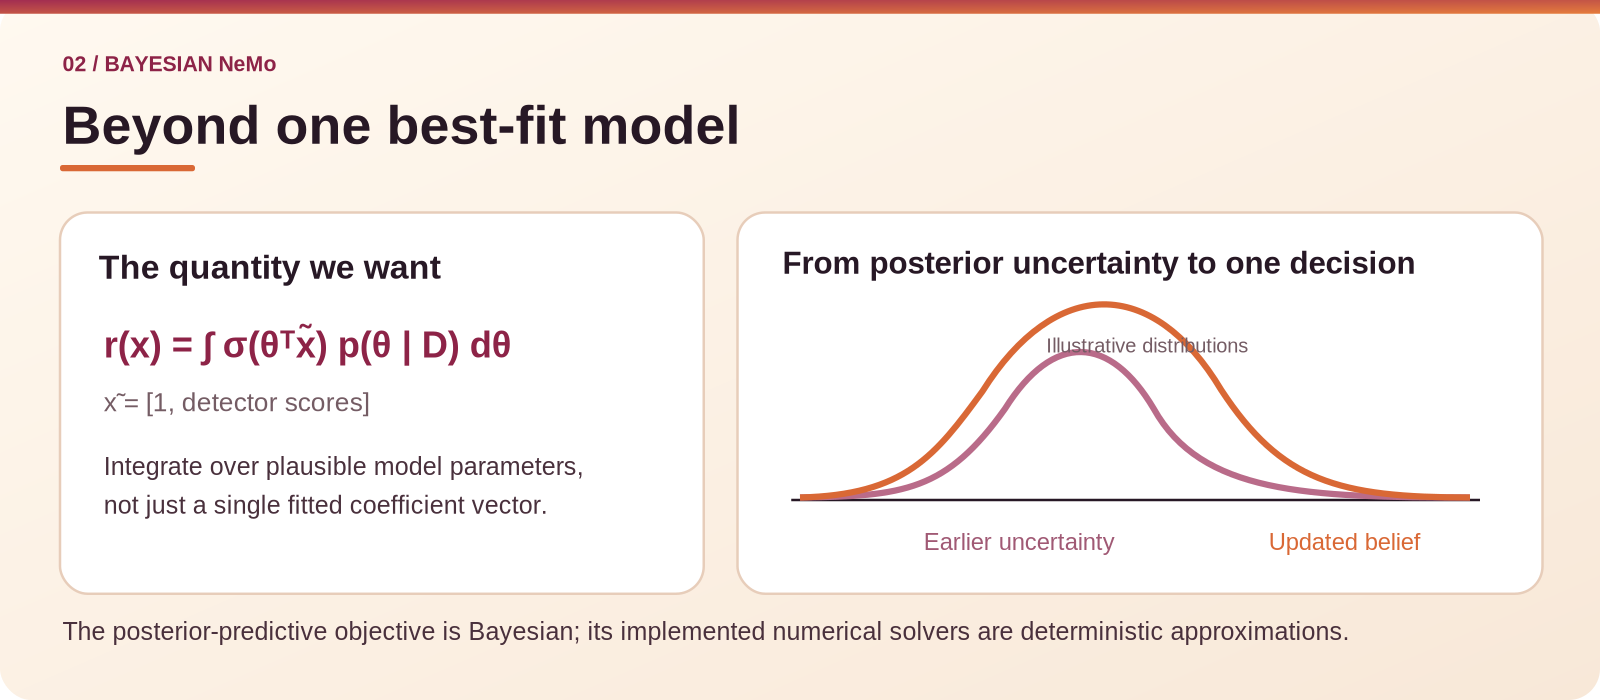 02 / BAYESIAN NeMo
Beyond one best-fit model
The quantity we want
r(x) = ∫ σ(θᵀx̃) p(θ | D) dθ
x̃ = [1, detector scores]
Integrate over plausible model parameters,
not just a single fitted coefficient vector.
From posterior uncertainty to one decision
Illustrative distributions
Earlier uncertainty
Updated belief
The posterior-predictive objective is Bayesian; its implemented numerical solvers are deterministic approximations.